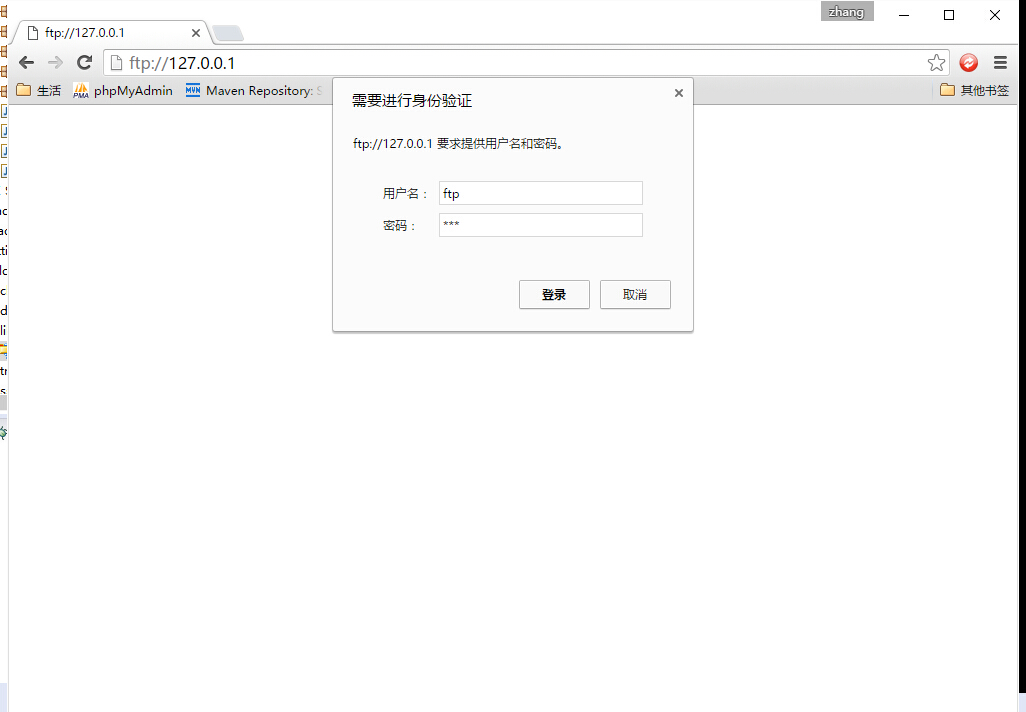 zhang
ftp://127.0.0.1
ftp://127.0.0.1
生活 phpMyAdmin Maven Repository: 其他书签
需要进行身份验证
ftp://127.0.0.1 要求提供用户名和密码。
用户名： ftp
密码： ***
登录 取消